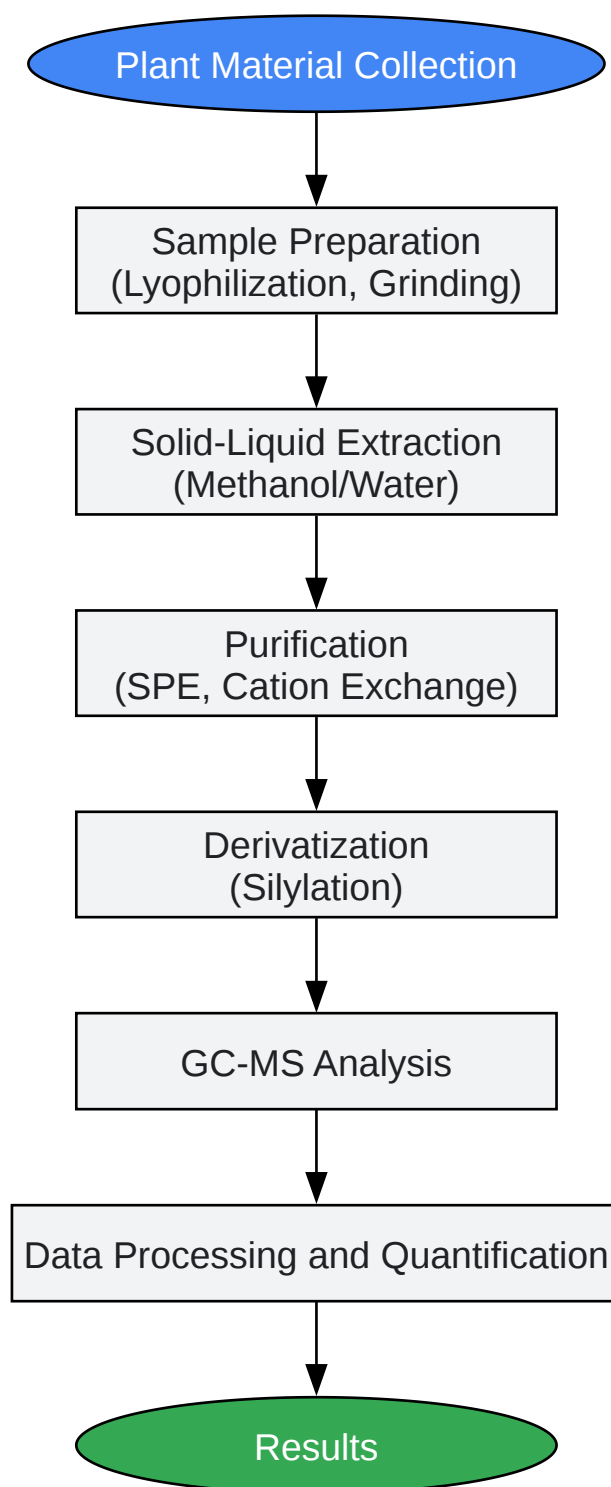 Plant Material Collection
Sample Preparation
(Lyophilization, Grinding)
Solid-Liquid Extraction
(Methanol/Water)
Purification
(SPE, Cation Exchange)
Derivatization
(Silylation)
GC-MS Analysis
Data Processing and Quantification
Results